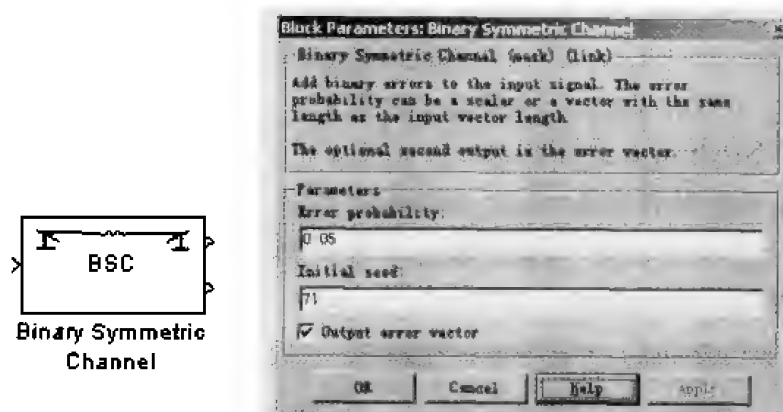 BSC
Binary Symmetric
Channel
Block Parameters: Binary Symmetric Channel
Binary Symmetric Channel (mask) (link)
Add binary errors to the input signal. The error
probability can be a scalar or a vector with the same
length as the input vector length
The optional second output is the error vector.
Parameters
Error probability:
0.05
Initial seed:
71
Output error vector
OK
Cancel
Help
Apply